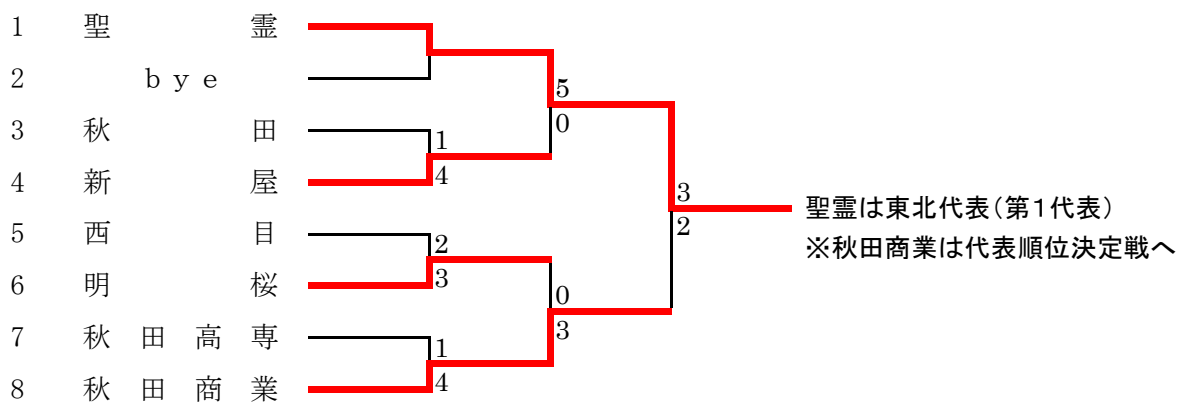 1 聖 霊
2 bye
5
3 秋 田
0
1
4 新 屋
4
3
聖霊は東北代表（第１代表）
5 西 目
2
2
※秋田商業は代表順位決定戦へ
6 明 桜
3
0
7 秋田高専
3
1
8 秋田商業
4